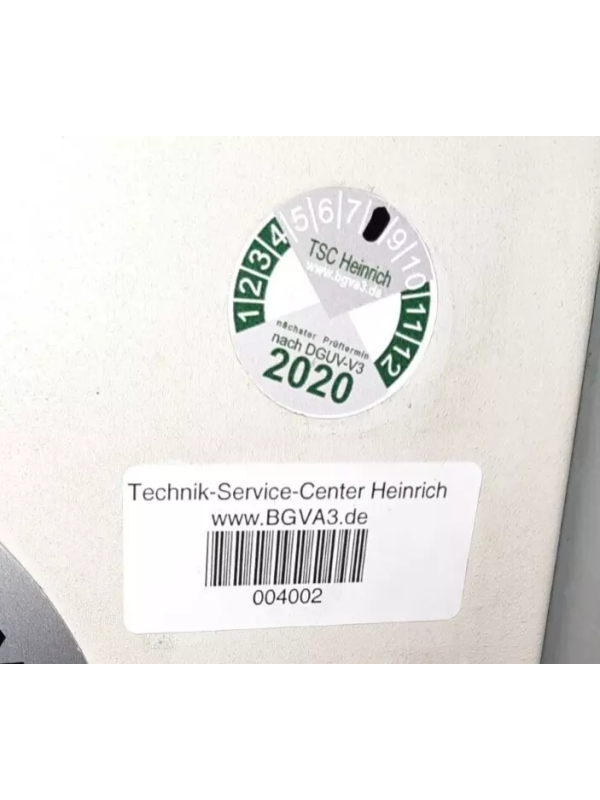 1|2|3|4|5|6|7| |9|10|11|12
TSC Heinrich
www.bgva3.de
nächster Prüftermin
nach DGUV-V3
2020
Technik-Service-Center Heinrich
www.BGVA3.de
004002